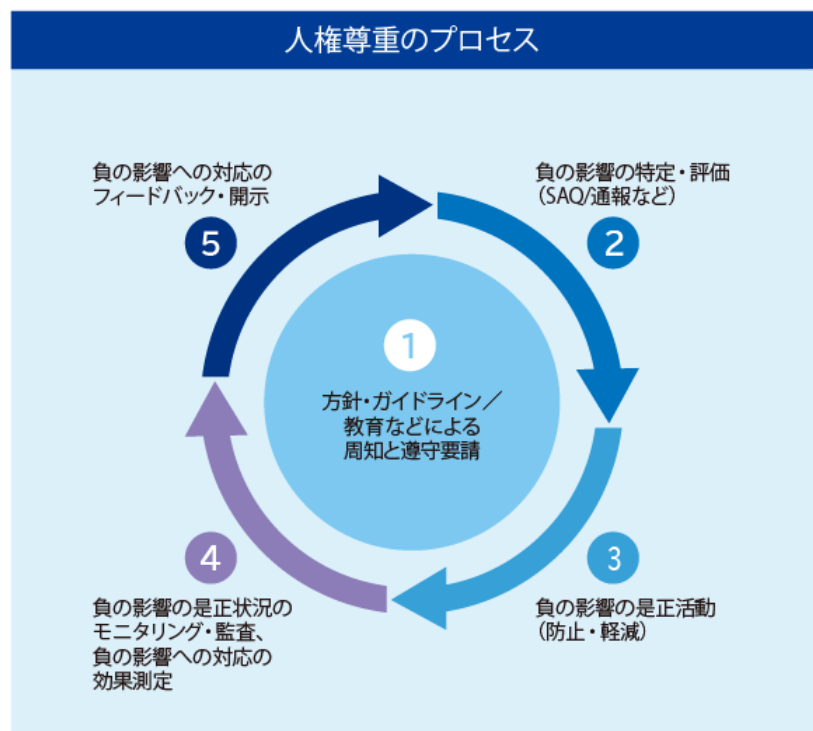 人権尊重のプロセス
1
方針・ガイドライン／
教育などによる
周知と遵守要請
負の影響の特定・評価
（SAQ/通報など）
2
3
負の影響の是正活動
（防止・軽減）
4
負の影響の是正状況の
モニタリング・監査、
負の影響への対応の
効果測定
負の影響への対応の
フィードバック・開示
5